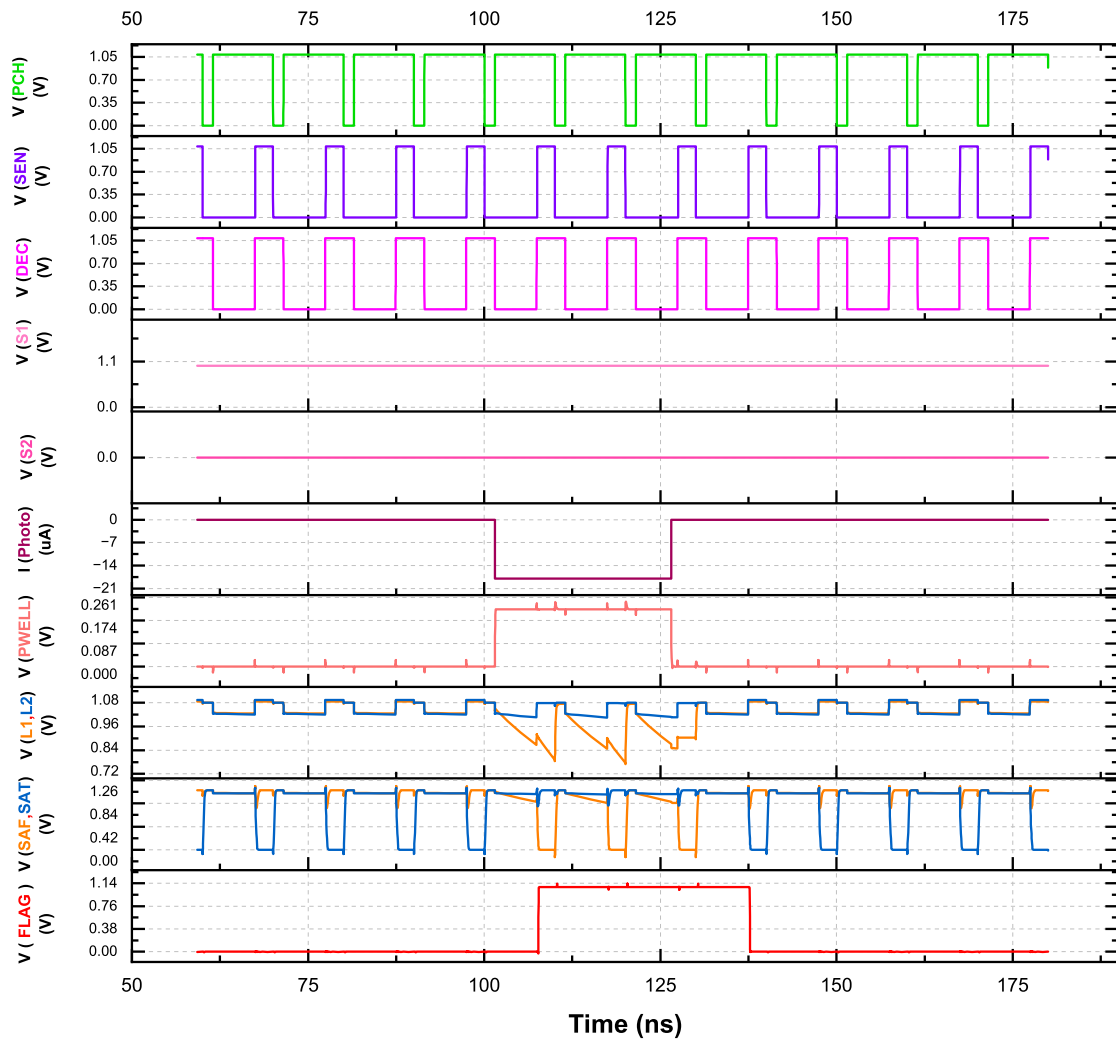 50 75 100 125 150 175
V (PCH) (V)
1.05
0.70
0.35
0.00
V (SEN) (V)
1.05
0.70
0.35
0.00
V (DEC) (V)
1.05
0.70
0.35
0.00
V (S1) (V)
1.1
0.0
V (S2) (V)
0.0
I (Photo) (uA)
0
−7
−14
−21
V (PWELL) (V)
0.261
0.174
0.087
0.000
V (L1,L2) (V)
1.08
0.96
0.84
0.72
V (SAF,SAT) (V)
1.26
0.84
0.42
0.00
V ( FLAG ) (V)
1.14
0.76
0.38
0.00
50 75 100 125 150 175
Time (ns)